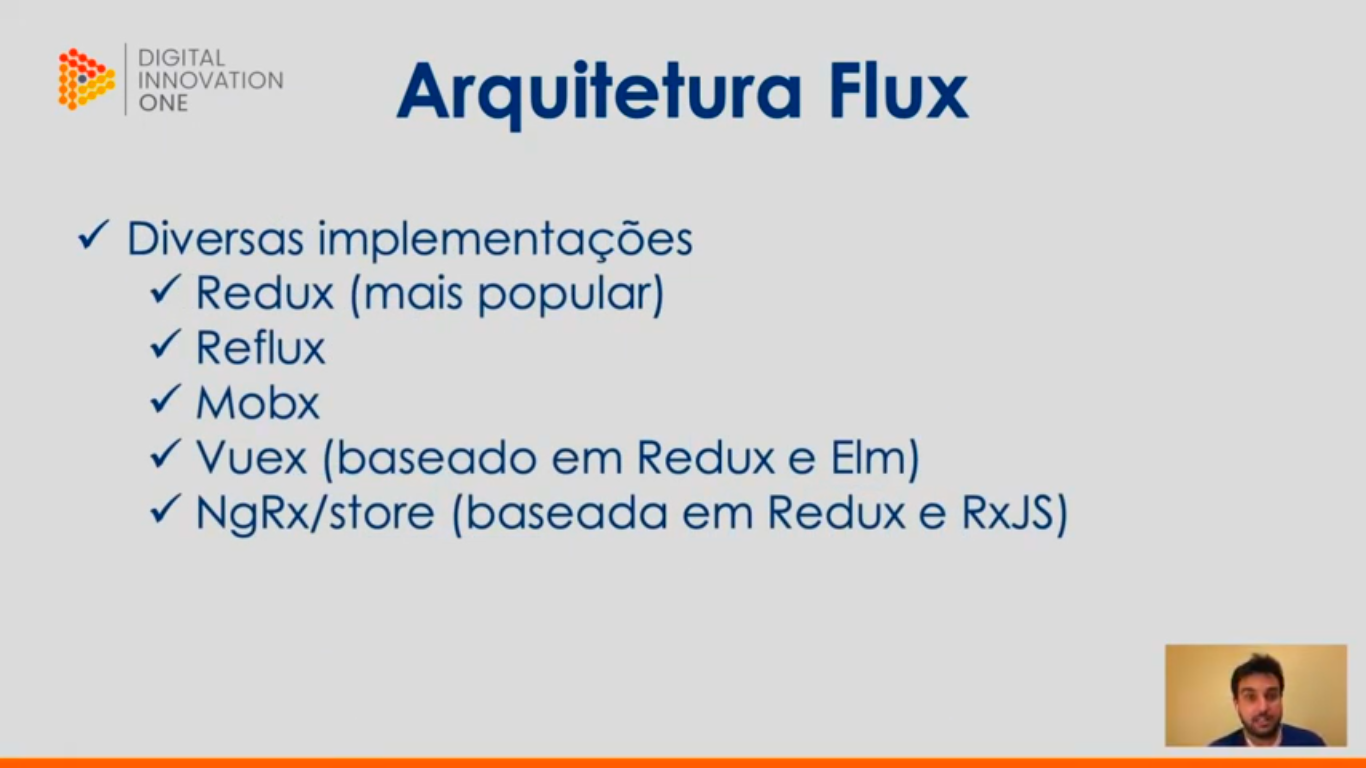 DIGITAL
INNOVATION
ONE
Arquitetura Flux
Diversas implementações
Redux (mais popular)
Reflux
Mobx
Vuex (baseado em Redux e Elm)
NgRx/store (baseada em Redux e RxJS)